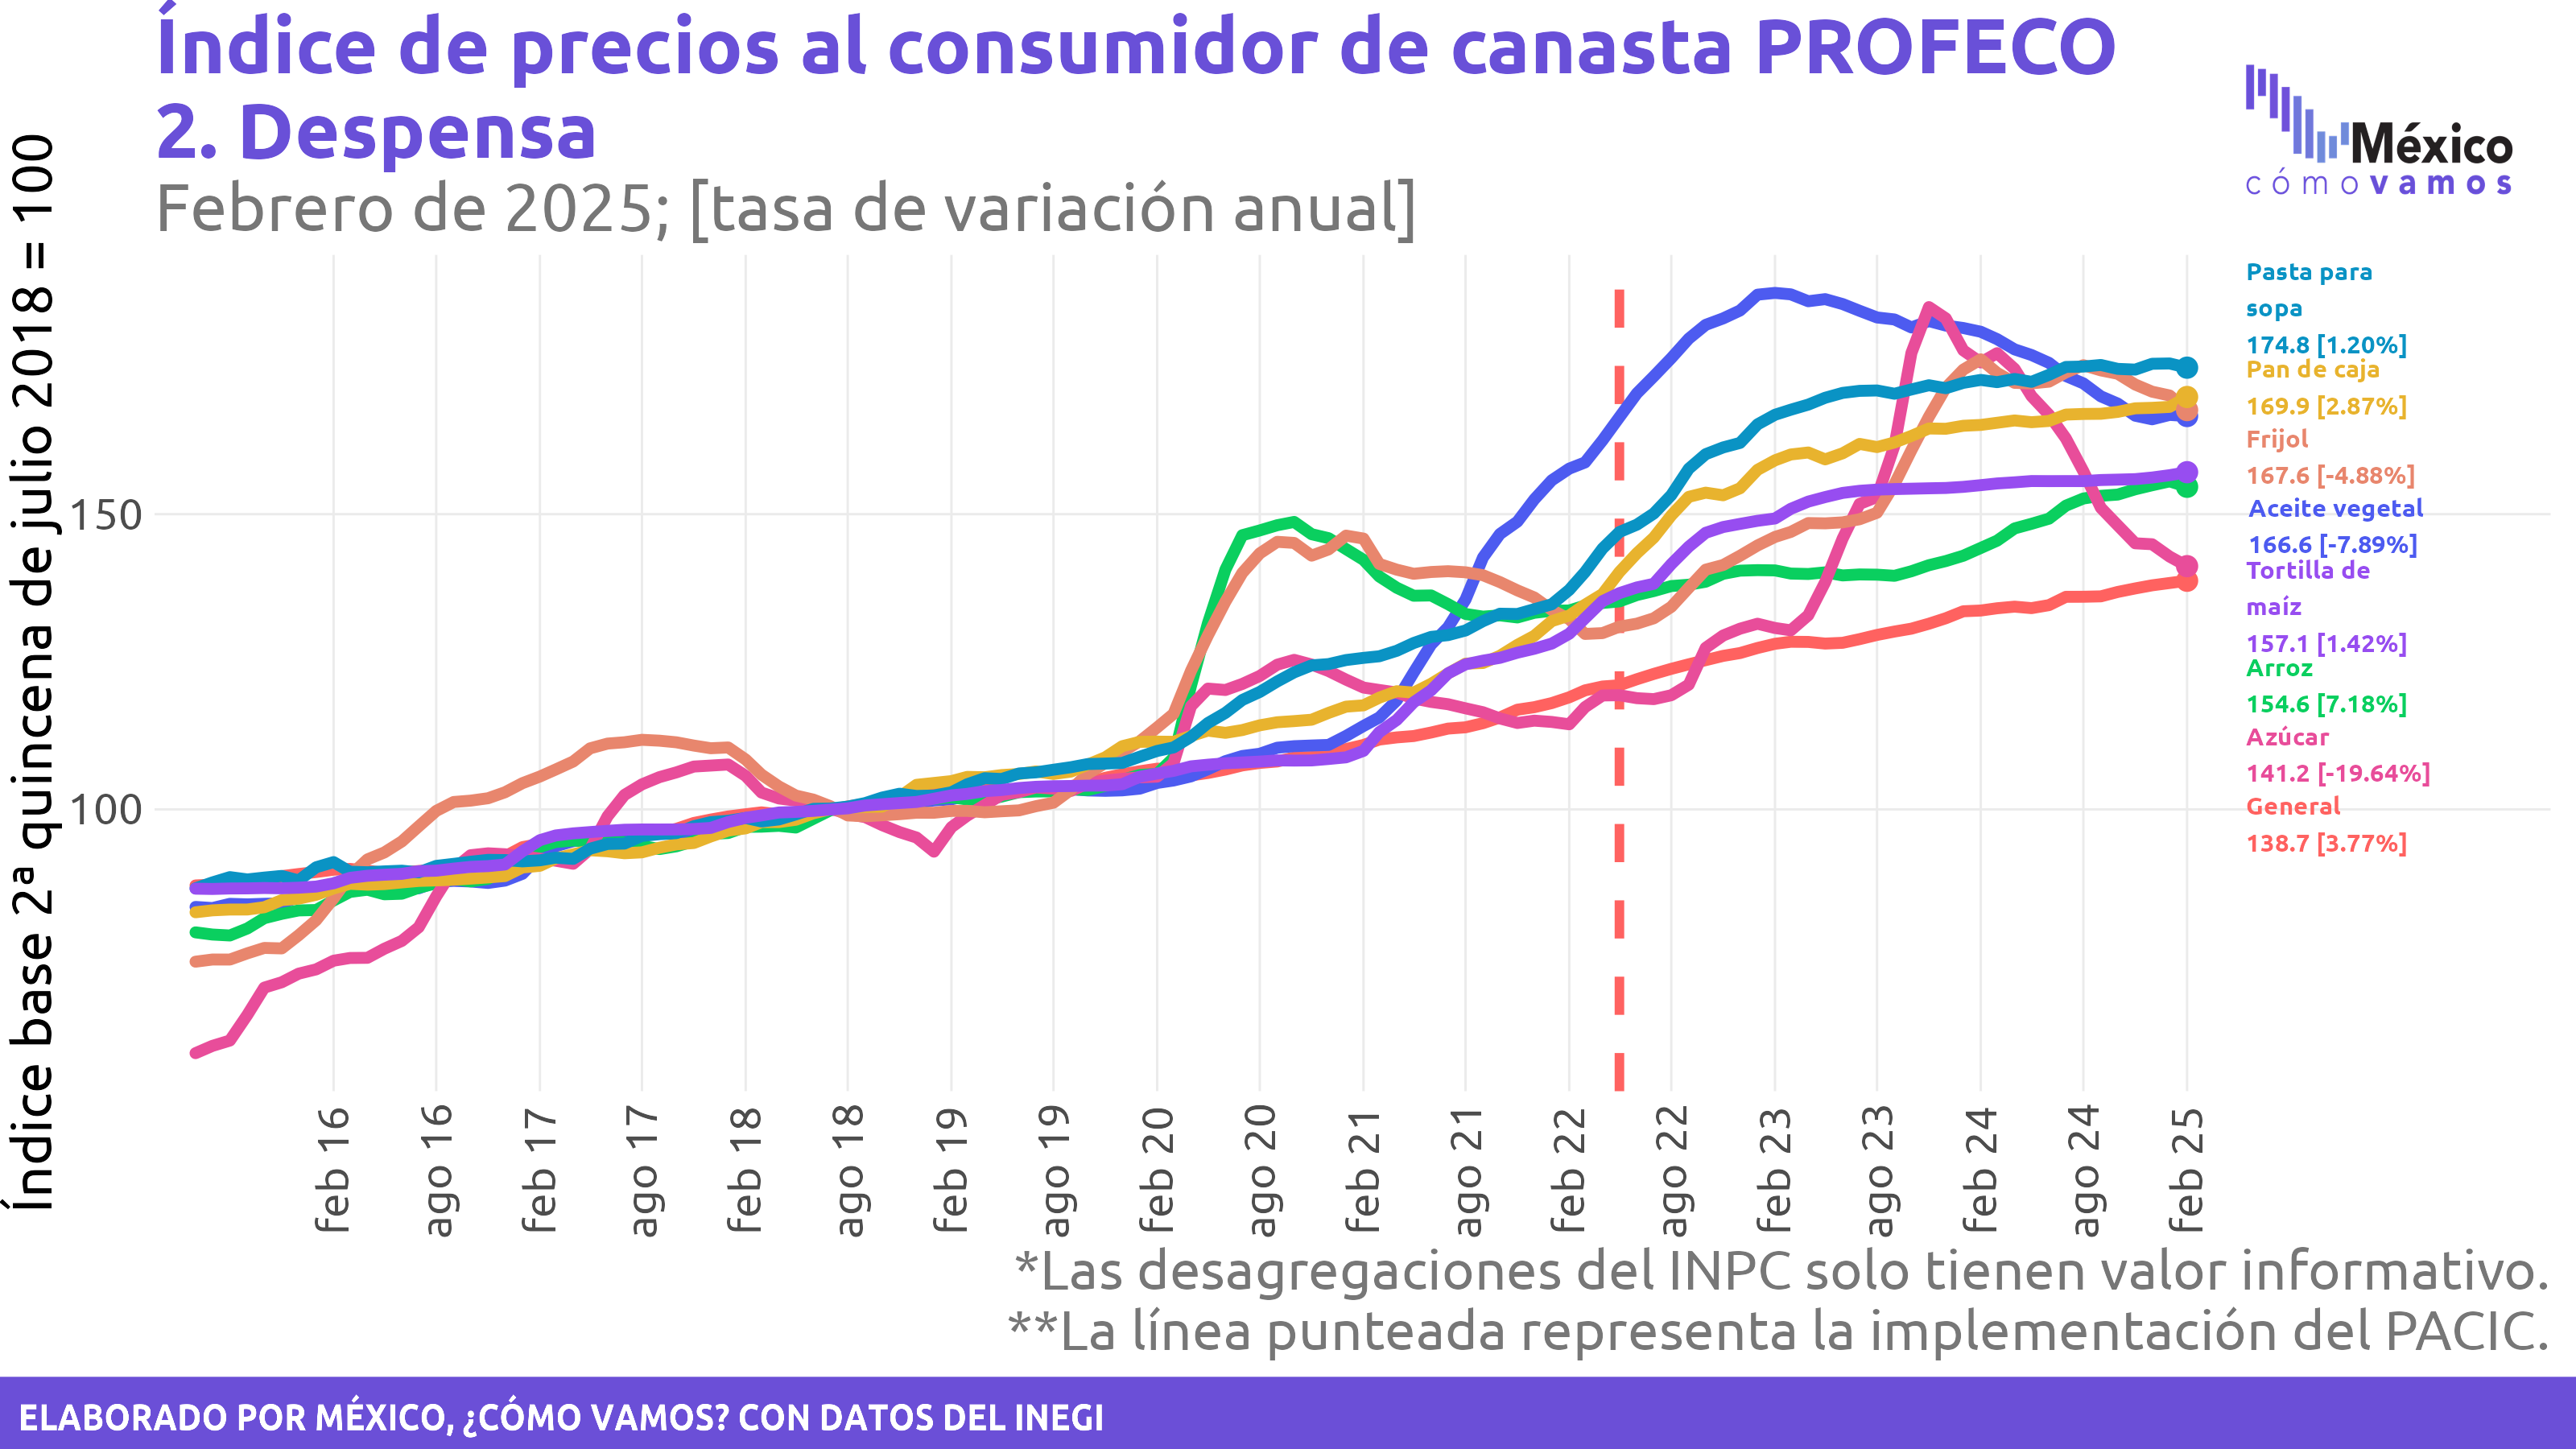 Índice de precios al consumidor de canasta PROFECO
2. Despensa
Febrero de 2025; [tasa de variación anual]
México
cómo vamos
Índice base 2ª quincena de julio 2018 = 100
150
100
Pasta para
sopa
174.8 [1.20%]
Pan de caja
169.9 [2.87%]
Frijol
167.6 [-4.88%]
Aceite vegetal
166.6 [-7.89%]
Tortilla de
maíz
157.1 [1.42%]
Arroz
154.6 [7.18%]
Azúcar
141.2 [-19.64%]
General
138.7 [3.77%]
feb 16
ago 16
feb 17
ago 17
feb 18
ago 18
feb 19
ago 19
feb 20
ago 20
feb 21
ago 21
feb 22
ago 22
feb 23
ago 23
feb 24
ago 24
feb 25
*Las desagregaciones del INPC solo tienen valor informativo.
**La línea punteada representa la implementación del PACIC.
ELABORADO POR MÉXICO, ¿CÓMO VAMOS? CON DATOS DEL INEGI